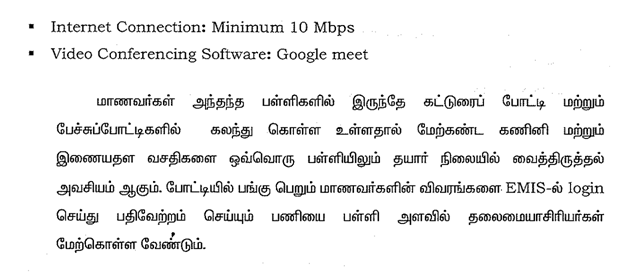 ▪ Internet Connection: Minimum 10 Mbps
▪ Video Conferencing Software: Google meet
மாணவர்கள் அந்தந்த பள்ளிகளில் இருந்தே கட்டுரைப் போட்டி மற்றும்
பேச்சுப்போட்டிகளில் கலந்து கொள்ள உள்ளதால் மேற்கண்ட கணினி மற்றும்
இணையதள வசதிகளை ஒவ்வொரு பள்ளியிலும் தயார் நிலையில் வைத்திருத்தல்
அவசியம் ஆகும். போட்டியில் பங்கு பெறும் மாணவர்களின் விவரங்களை EMIS-ல் login
செய்து பதிவேற்றம் செய்யும் பணியை பள்ளி அளவில் தலைமையாசிரியர்கள்
மேற்கொள்ள வேண்டும்.